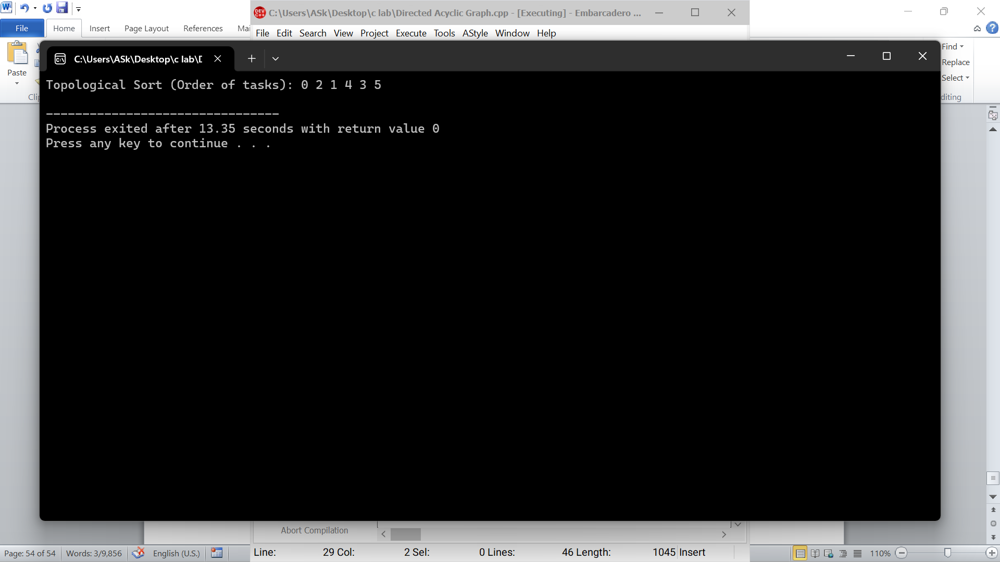 C:\Users\ASk\Desktop\c lab\Directed Acyclic Graph.cpp - [Executing] - Embarcadero ...
File Home Insert Page Layout References Mai
File Edit Search View Project Execute Tools AStyle Window Help
Paste
Find
Replace
Select
diting
Clip
C:\Users\ASk\Desktop\c lab\D
Topological Sort (Order of tasks): 0 2 1 4 3 5
--------------------------------
Process exited after 13.35 seconds with return value 0
Press any key to continue . . .
Abort Compilation
Line: 29 Col: 2 Sel: 0 Lines: 46 Length: 1045 Insert
Page: 54 of 54 Words: 3/9,856 English (U.S.) 110%